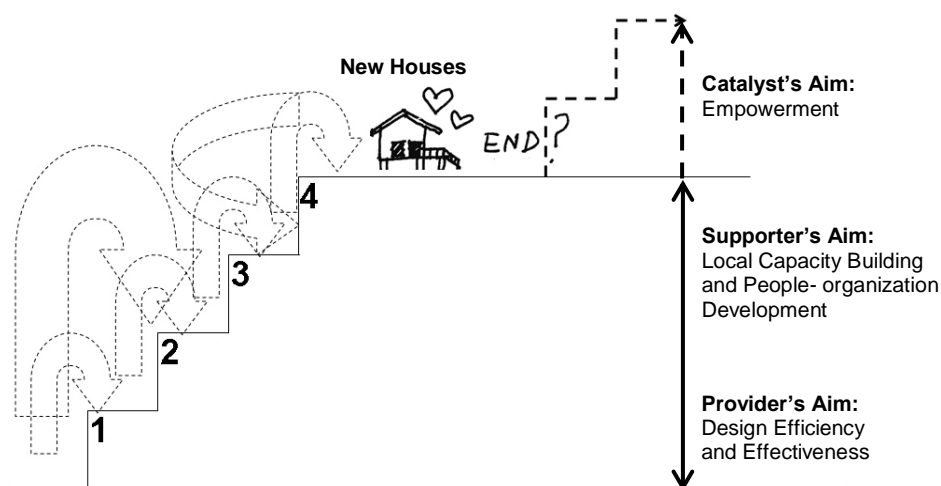 New Houses
END?
Catalyst's Aim:
Empowerment
4
Supporter's Aim:
Local Capacity Building
and People- organization
Development
3
2
Provider's Aim:
Design Efficiency
and Effectiveness
1